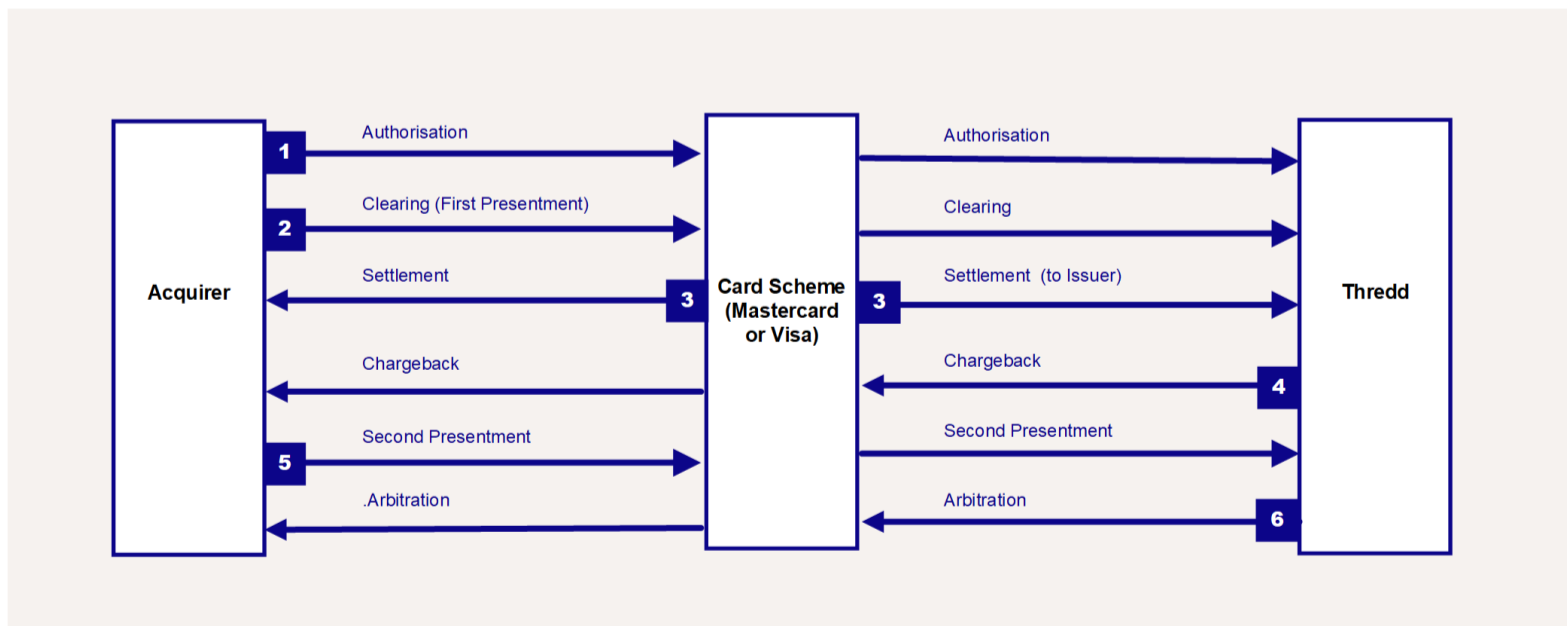 Authorisation
1
Authorisation
Clearing (First Presentment)
2
Clearing
Settlement
3
Settlement  (to Issuer)
3
Acquirer
Card Scheme
(Mastercard
or Visa)
Thredd
Chargeback
Chargeback
4
Second Presentment
5
Second Presentment
.Arbitration
Arbitration
6